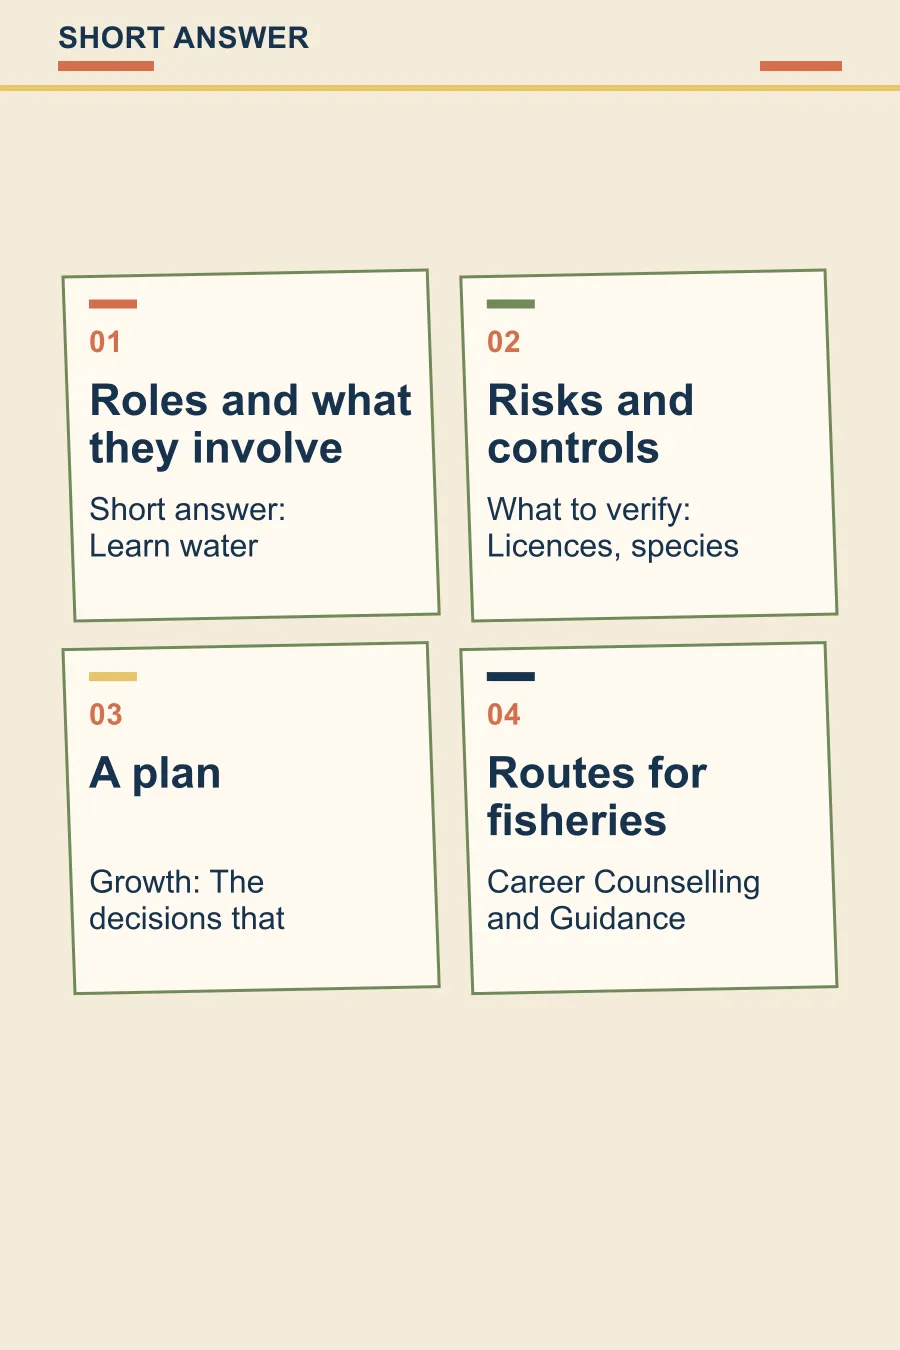 SHORT ANSWER
01
Roles and what
they involve
Short answer:
Learn water
02
Risks and
controls
What to verify:
Licences, species
03
A plan
Growth: The
decisions that
04
Routes for
fisheries
Career Counselling
and Guidance